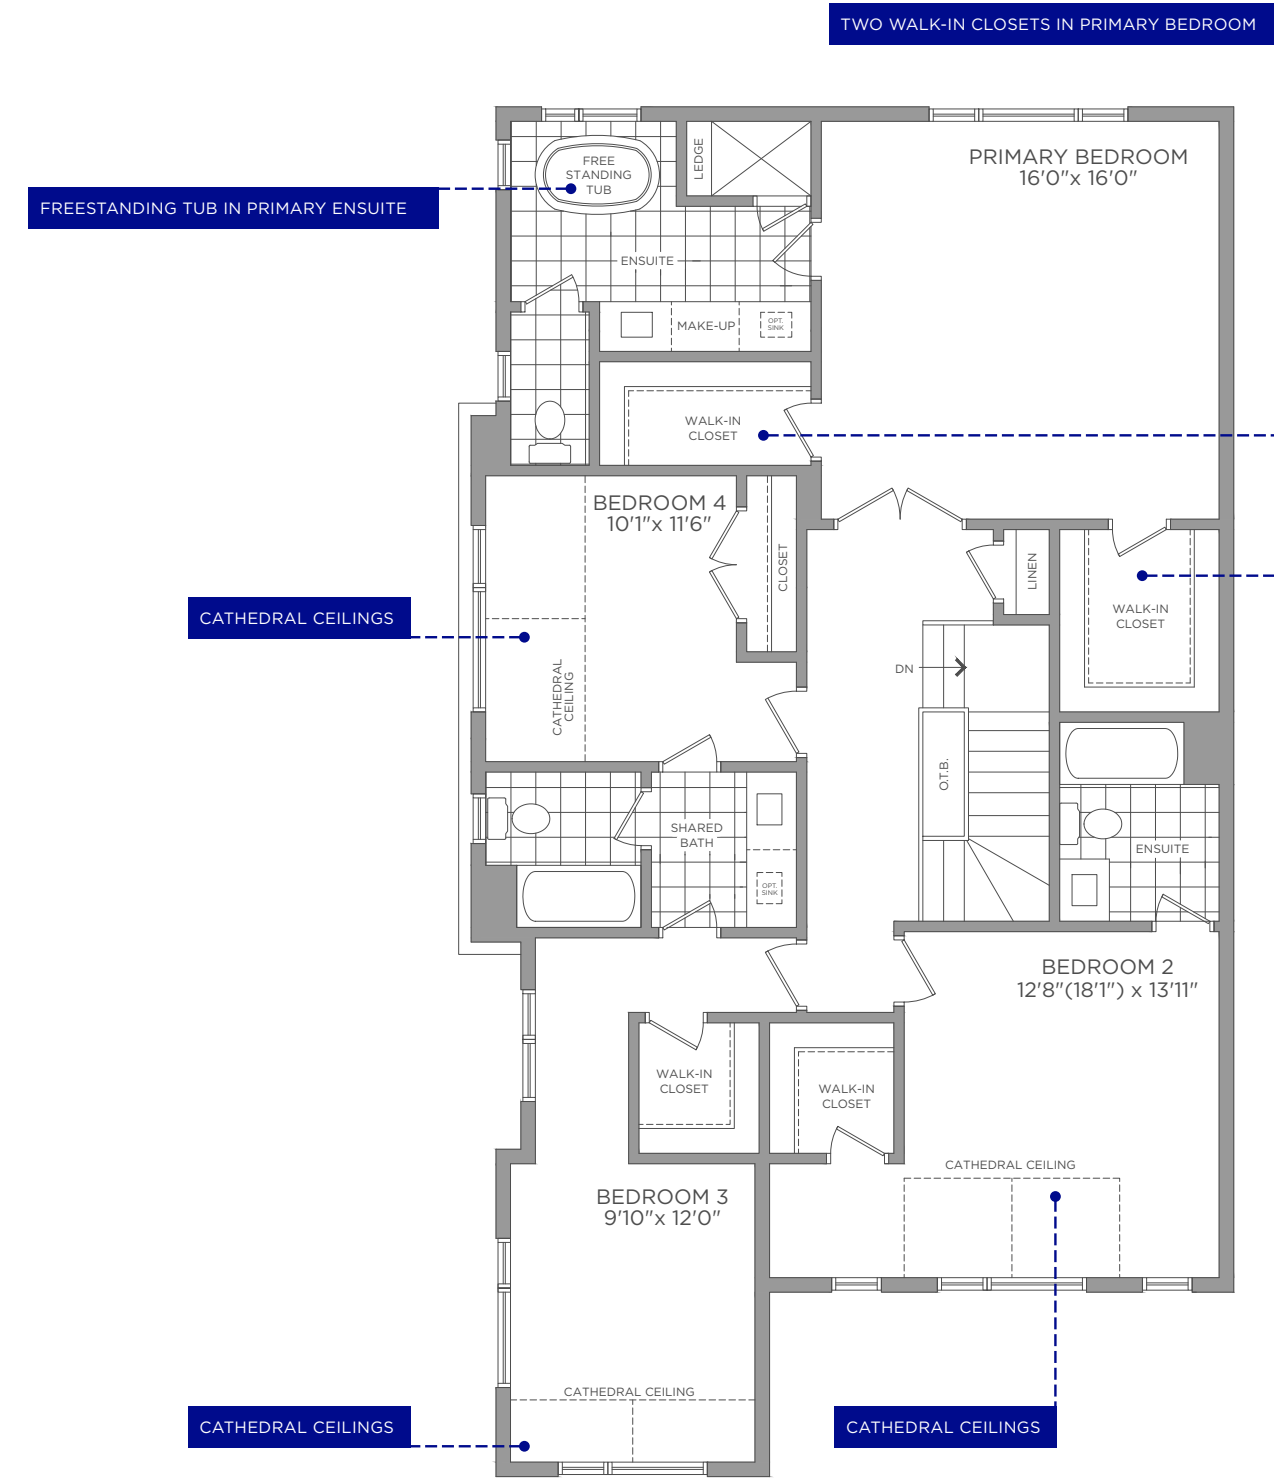 TWO WALK-IN CLOSETS IN PRIMARY BEDROOM
LEDGE
FREE
STANDING
TUB
PRIMARY BEDROOM
16'0"x 16'0"
FREESTANDING TUB IN PRIMARY ENSUITE
ENSUITE
MAKE-UP
OPT.
SINK
WALK-IN
CLOSET
BEDROOM 4
10'1"x 11'6"
CLOSET
LINEN
WALK-IN
CLOSET
CATHEDRAL CEILINGS
CATHEDRAL
CEILING
DN
O.T.B.
SHARED
BATH
OPT.
SINK
ENSUITE
BEDROOM 2
12'8"(18'1") x 13'11"
WALK-IN
CLOSET
WALK-IN
CLOSET
CATHEDRAL CEILING
BEDROOM 3
9'10"x 12'0"
CATHEDRAL CEILING
CATHEDRAL CEILINGS
CATHEDRAL CEILINGS